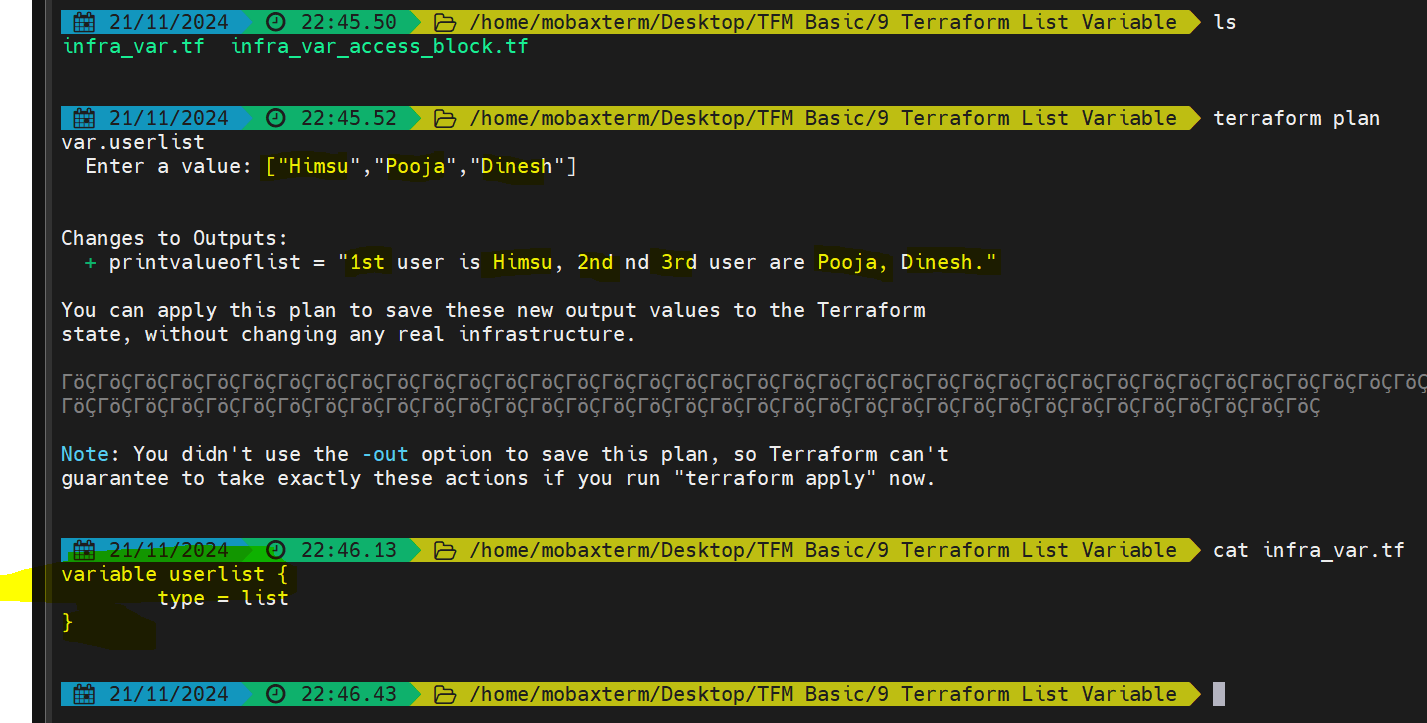 21/11/2024 22:45.50 /home/mobaxterm/Desktop/TFM Basic/9 Terraform List Variable ls
infra_var.tf infra_var_access_block.tf
21/11/2024 22:45.52 /home/mobaxterm/Desktop/TFM Basic/9 Terraform List Variable terraform plan
var.userlist
Enter a value: ["Himsu","Pooja","Dinesh"]
Changes to Outputs:
+ printvalueoflist = "1st user is Himsu, 2nd nd 3rd user are Pooja, Dinesh."
You can apply this plan to save these new output values to the Terraform
state, without changing any real infrastructure.
ΓöÇΓöÇΓöÇΓöÇΓöÇΓöÇΓöÇΓöÇΓöÇΓöÇΓöÇΓöÇΓöÇΓöÇΓöÇΓöÇΓöÇΓöÇΓöÇΓöÇΓöÇΓöÇΓöÇΓöÇΓöÇΓöÇΓöÇΓöÇΓöÇΓöÇΓöÇΓöÇΓöÇΓöÇΓöÇΓöÇΓöÇΓöÇ
ΓöÇΓöÇΓöÇΓöÇΓöÇΓöÇΓöÇΓöÇΓöÇΓöÇΓöÇΓöÇΓöÇΓöÇΓöÇΓöÇΓöÇΓöÇΓöÇΓöÇΓöÇΓöÇΓöÇΓöÇΓöÇΓöÇΓöÇΓöÇΓöÇΓöÇΓöÇΓöÇΓöÇΓöÇΓöÇ
Note: You didn't use the -out option to save this plan, so Terraform can't
guarantee to take exactly these actions if you run "terraform apply" now.
21/11/2024 22:46.13 /home/mobaxterm/Desktop/TFM Basic/9 Terraform List Variable cat infra_var.tf
variable userlist {
type = list
}
21/11/2024 22:46.43 /home/mobaxterm/Desktop/TFM Basic/9 Terraform List Variable